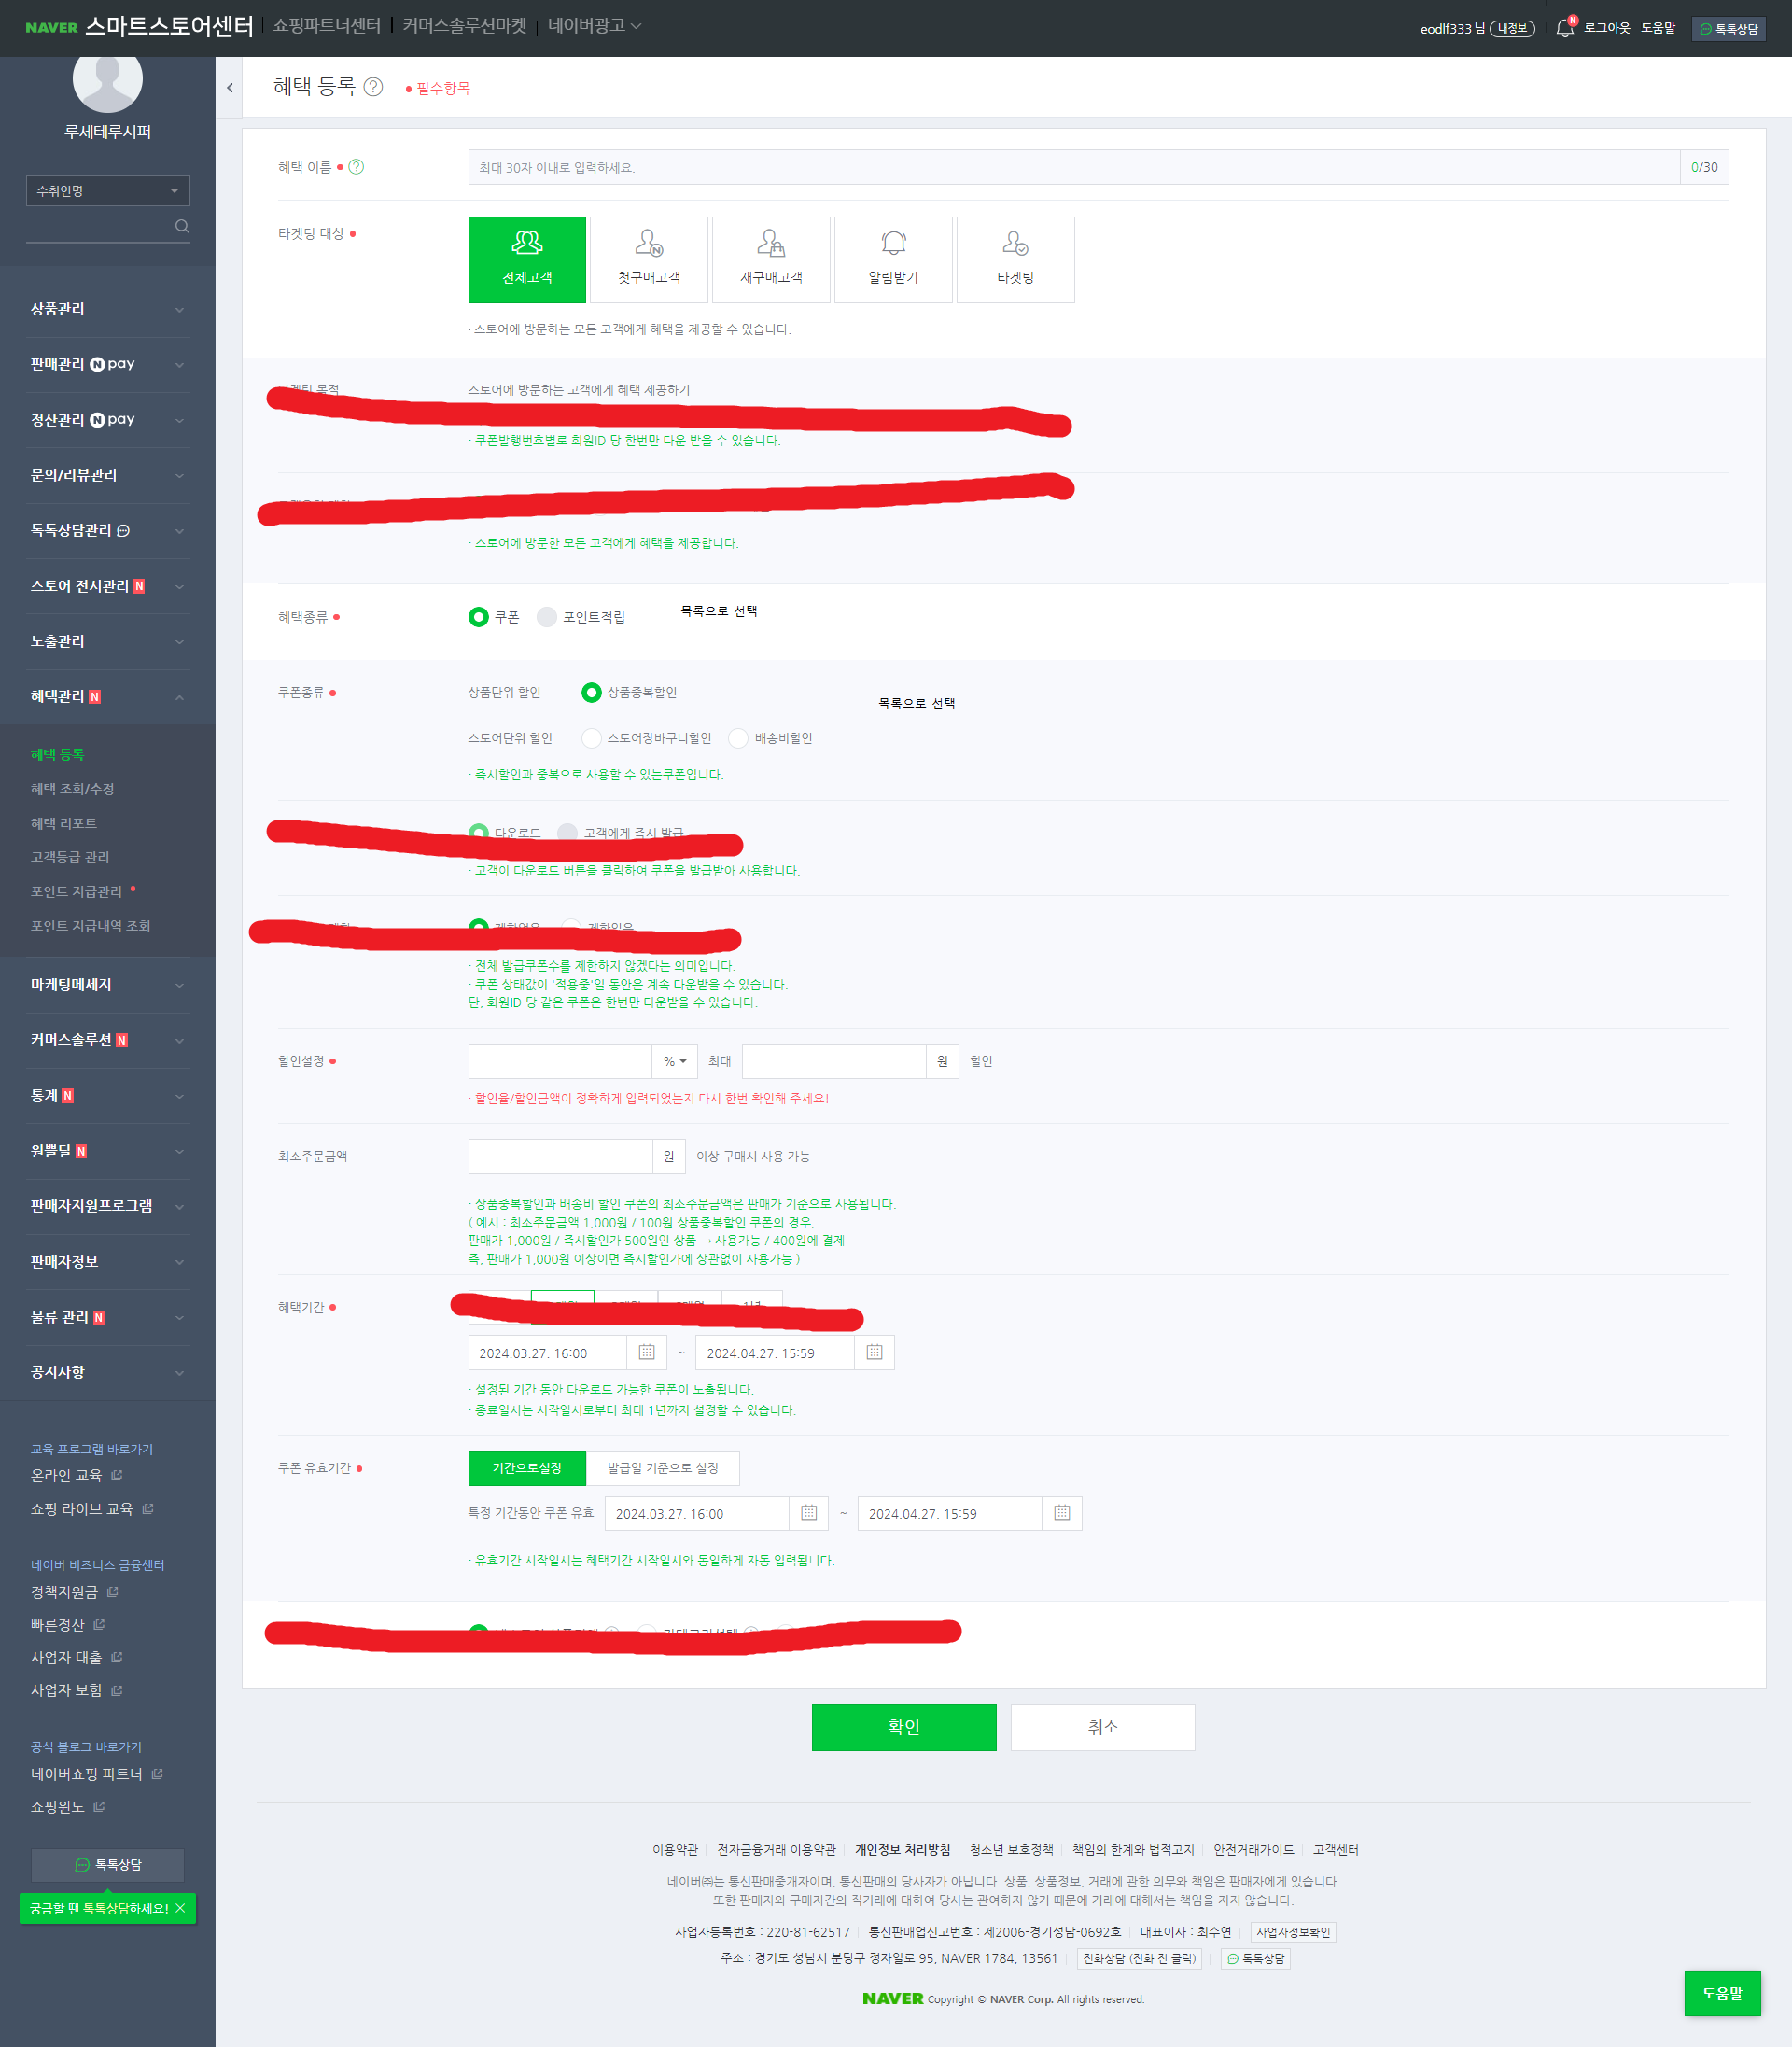 NAVER 스마트스토어센터 쇼핑파트너센터 커머스솔루션마켓 네이버광고
eodlf333 님 내정보 N 로그아웃 도움말 톡톡상담
루세테루시퍼
수취인명
상품관리
판매관리 N pay
정산관리 N pay
문의/리뷰관리
톡톡상담관리
스토어 전시관리 N
노출관리
혜택관리 N
혜택 등록
혜택 조회/수정
혜택 리포트
고객등급 관리
포인트 지급관리
포인트 지급내역 조회
마케팅메세지
커머스솔루션 N
통계 N
원쁠딜 N
판매자지원프로그램
판매자정보
물류 관리 N
공지사항
교육 프로그램 바로가기
온라인 교육
쇼핑 라이브 교육
네이버 비즈니스 금융센터
정책지원금
빠른정산
사업자 대출
사업자 보험
공식 블로그 바로가기
네이버쇼핑 파트너
쇼핑윈도
톡톡상담
궁금할 땐 톡톡상담하세요!
혜택 등록 ? 필수항목
혜택 이름 ? 최대 30자 이내로 입력하세요. 0/30
타겟팅 대상
전체고객 첫구매고객 재구매고객 알림받기 타겟팅
· 스토어에 방문하는 모든 고객에게 혜택을 제공할 수 있습니다.
목적 스토어에 방문하는 고객에게 혜택 제공하기
· 쿠폰발행번호별로 회원ID 당 한번만 다운 받을 수 있습니다.
· 스토어에 방문한 모든 고객에게 혜택을 제공합니다.
혜택종류 쿠폰 포인트적립 목록으로 선택
쿠폰종류 상품단위 할인 상품중복할인 목록으로 선택
스토어단위 할인 스토어장바구니할인 배송비할인
· 즉시할인과 중복으로 사용할 수 있는쿠폰입니다.
다운로드 고객에게 즉시 발급
· 고객이 다운로드 버튼을 클릭하여 쿠폰을 발급받아 사용합니다.
· 전체 발급쿠폰수를 제한하지 않겠다는 의미입니다.
· 쿠폰 상태값이 '적용중'일 동안은 계속 다운받을 수 있습니다.
단, 회원ID 당 같은 쿠폰은 한번만 다운받을 수 있습니다.
할인설정 % 최대 원 할인
· 할인율/할인금액이 정확하게 입력되었는지 다시 한번 확인해 주세요!
최소주문금액 원 이상 구매시 사용 가능
· 상품중복할인과 배송비 할인 쿠폰의 최소주문금액은 판매가 기준으로 사용됩니다.
( 예시 : 최소주문금액 1,000원 / 100원 상품중복할인 쿠폰의 경우,
판매가 1,000원 / 즉시할인가 500원인 상품 → 사용가능 / 400원에 결제
즉, 판매가 1,000원 이상이면 즉시할인가에 상관없이 사용가능 )
혜택기간
2024.03.27. 16:00 ~ 2024.04.27. 15:59
· 설정된 기간 동안 다운로드 가능한 쿠폰이 노출됩니다.
· 종료일시는 시작일시로부터 최대 1년까지 설정할 수 있습니다.
쿠폰 유효기간 기간으로설정 발급일 기준으로 설정
특정 기간동안 쿠폰 유효 2024.03.27. 16:00 ~ 2024.04.27. 15:59
· 유효기간 시작일시는 혜택기간 시작일시와 동일하게 자동 입력됩니다.
확인 취소
이용약관 전자금융거래 이용약관 개인정보 처리방침 청소년 보호정책 책임의 한계와 법적고지 안전거래가이드 고객센터
네이버㈜는 통신판매중개자이며, 통신판매의 당사자가 아닙니다. 상품, 상품정보, 거래에 관한 의무와 책임은 판매자에게 있습니다.
또한 판매자와 구매자간의 직거래에 대하여 당사는 관여하지 않기 때문에 거래에 대해서는 책임을 지지 않습니다.
사업자등록번호 : 220-81-62517 통신판매업신고번호 : 제2006-경기성남-0692호 대표이사 : 최수연 사업자정보확인
주소 : 경기도 성남시 분당구 정자일로 95, NAVER 1784, 13561 전화상담 (전화 전 클릭) 톡톡상담
NAVER Copyright © NAVER Corp. All rights reserved.
도움말